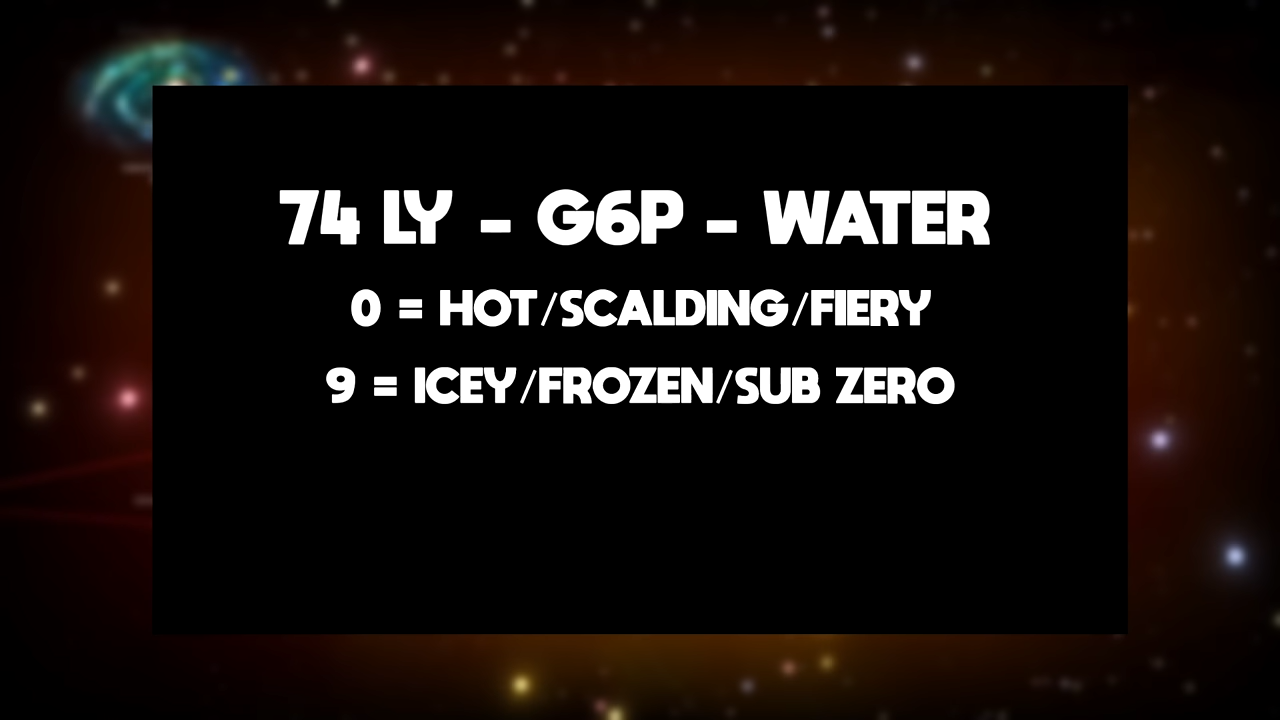 74 LY - G6P - WATER
0 = HOT/SCALDING/FIERY
9 = ICEY/FROZEN/SUB ZERO